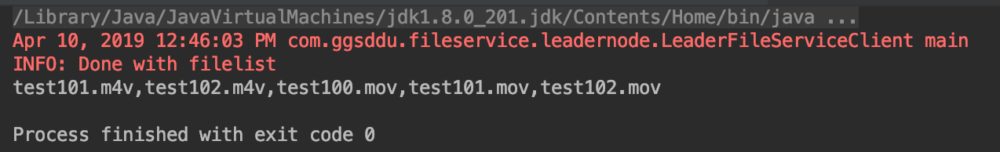 /Library/Java/JavaVirtualMachines/jdk1.8.0_201.jdk/Contents/Home/bin/java ...
Apr 10, 2019 12:46:03 PM com.ggsddu.fileservice.leadernode.LeaderFileServiceClient main
INFO: Done with filelist
test101.m4v,test102.m4v,test100.mov,test101.mov,test102.mov
Process finished with exit code 0